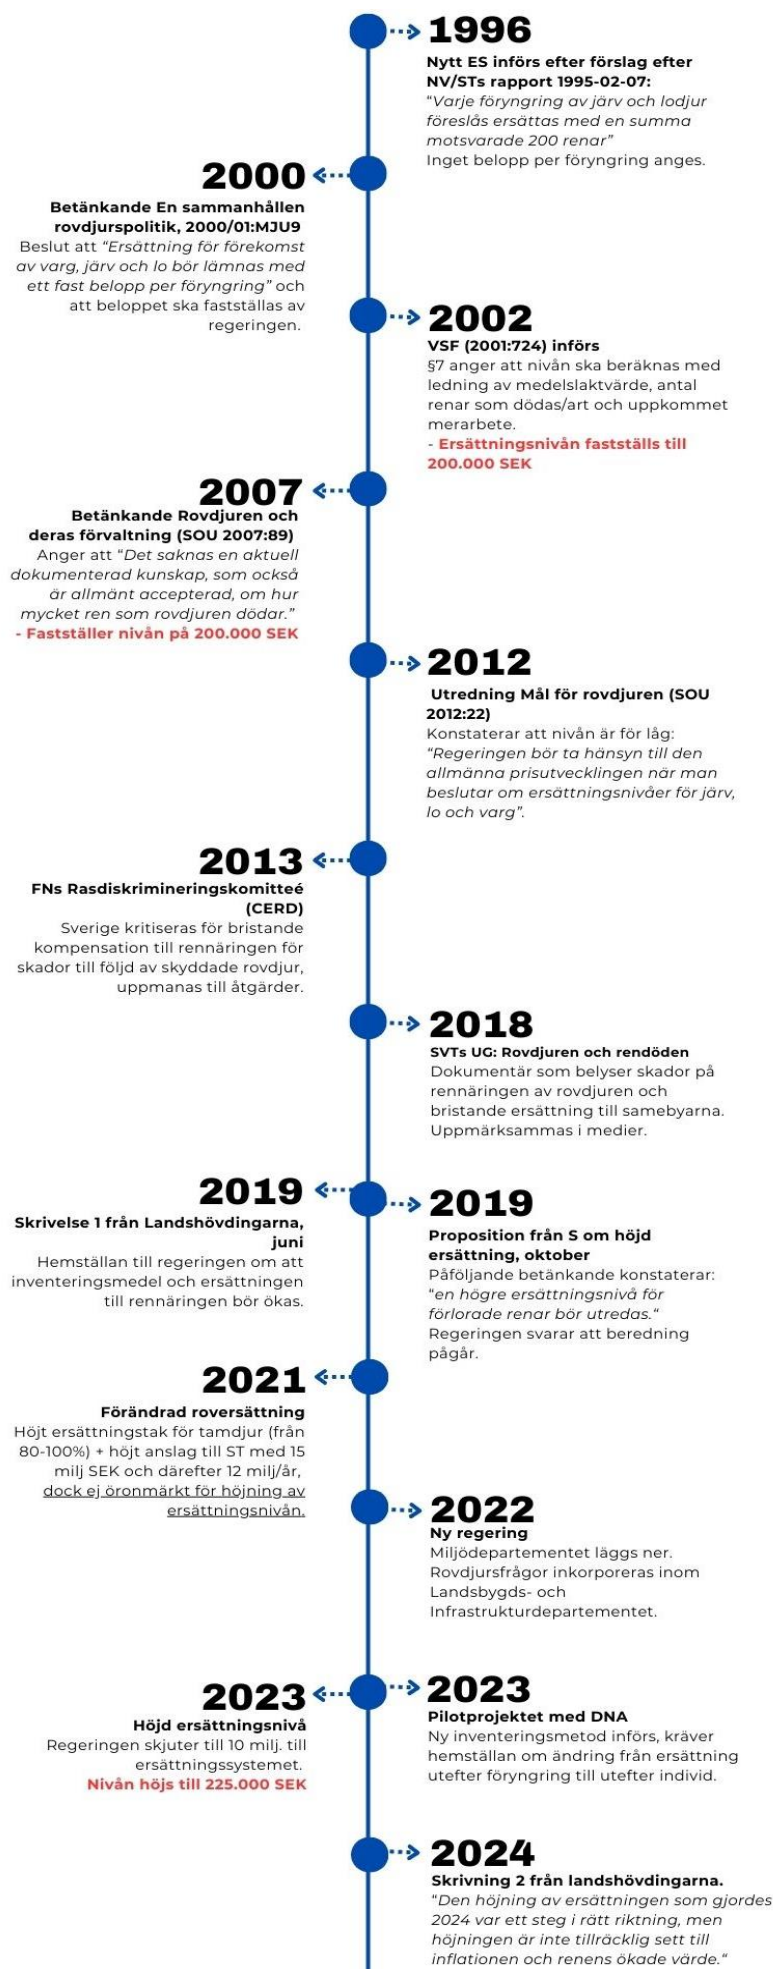 1996
Nytt ES införs efter förslag efter
NV/STs rapport 1995-02-07:
“Varje föryngring av järv och lodjur
föreslås ersättas med en summa
motsvarade 200 renar”
Inget belopp per föryngring anges.
2000
Betänkande En sammanhållen
rovdjurspolitik, 2000/01:MJU9
Beslut att “Ersättning för förekomst
av varg, järv och lo bör lämnas med
ett fast belopp per föryngring” och
att beloppet ska fastställas av
regeringen.
2002
VSF (2001:724) införs
§7 anger att nivån ska beräknas med
ledning av medelslaktvärde, antal
renar som dödas/art och uppkommet
merarbete.
- Ersättningsnivån fastställs till
200.000 SEK
2007
Betänkande Rovdjuren och
deras förvaltning (SOU 2007:89)
Anger att “Det saknas en aktuell
dokumenterad kunskap, som också
är allmänt accepterad, om hur
mycket ren som rovdjuren dödar.”
- Fastställer nivån på 200.000 SEK
2012
Utredning Mål för rovdjuren (SOU
2012:22)
Konstaterar att nivån är för låg:
“Regeringen bör ta hänsyn till den
allmänna prisutvecklingen när man
beslutar om ersättningsnivåer för järv,
lo och varg”.
2013
FNs Rasdiskrimineringskomitteé
(CERD)
Sverige kritiseras för bristande
kompensation till rennäringen för
skador till följd av skyddade rovdjur,
uppmanas till åtgärder.
2018
SVTs UG: Rovdjuren och rendöden
Dokumentär som belyser skador på
rennäringen av rovdjuren och
bristande ersättning till samebyarna.
Uppmärksammas i medier.
2019
Skrivelse 1 från Landshövdingarna,
juni
Hemställan till regeringen om att
inventeringsmedel och ersättningen
till rennäringen bör ökas.
2019
Proposition från S om höjd
ersättning, oktober
Påföljande betänkande konstaterar:
“en högre ersättningsnivå för
förlorade renar bör utredas.“
Regeringen svarar att beredning
pågår.
2021
Förändrad roversättning
Höjt ersättningstak för tamdjur (från
80-100%) + höjt anslag till ST med 15
milj SEK och därefter 12 milj/år,
dock ej öronmärkt för höjning av
ersättningsnivån.
2022
Ny regering
Miljödepartementet läggs ner.
Rovdjursfrågor inkorporeras inom
Landsbygds- och
Infrastrukturdepartementet.
2023
Höjd ersättningsnivå
Regeringen skjuter till 10 milj. till
ersättningssystemet.
Nivån höjs till 225.000 SEK
2023
Pilotprojektet med DNA
Ny inventeringsmetod införs, kräver
hemställan om ändring från ersättning
utefter föryngring till utefter individ.
2024
Skrivning 2 från landshövdingarna.
“Den höjning av ersättningen som gjordes
2024 var ett steg i rätt riktning, men
höjningen är inte tillräcklig sett till
inflationen och renens ökade värde.“